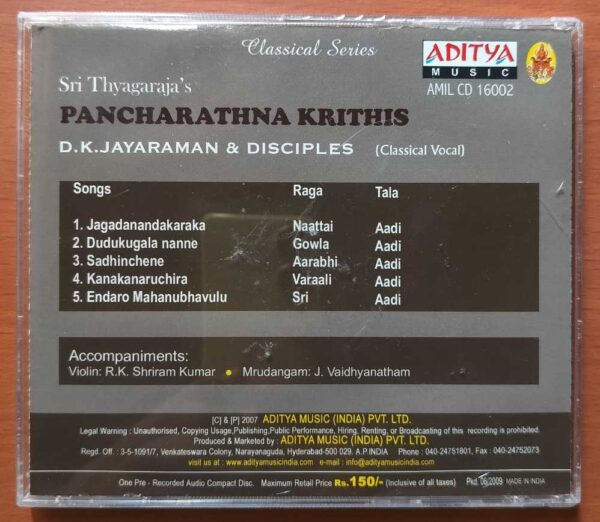 Classical Series
ADITYA
MUSIC
AMIL CD 16002
Sri Thyagaraja's
PANCHARATHNA KRITHIS
D.K.JAYARAMAN & DISCIPLES (Classical Vocal)
Songs Raga Tala
1. Jagadanandakaraka Naattai Aadi
2. Dudukugala nanne Gowla Aadi
3. Sadhinchene Aarabhi Aadi
4. Kanakanaruchira Varaali Aadi
5. Endaro Mahanubhavulu Sri Aadi
Accompaniments:
Violin: R.K. Shriram Kumar • Mrudangam: J. Vaidhyanatham
[C] & [P] 2007 ADITYA MUSIC (INDIA) PVT. LTD.
Legal Warning : Unauthorised, Copying Usage,Publishing,Public Performance, Hiring, Renting, or Broadcasting of this recording is prohibited.
Produced & Marketed by : ADITYA MUSIC (INDIA) PVT. LTD.
Regd. Off. : 3-5-1091/7, Venkateswara Colony, Narayanaguda, Hyderabad-500 029. A.P.INDIA Phone : 040-24751801, Fax : 040-24752073
visit us at : www.adityamusicindia.com e-mail : info@adityamusicindia.com
One Pre - Recorded Audio Compact Disc. Maximum Retail Price Rs.150/- (inclusive of all taxes) Pkd. 06/2009 MADE IN INDIA